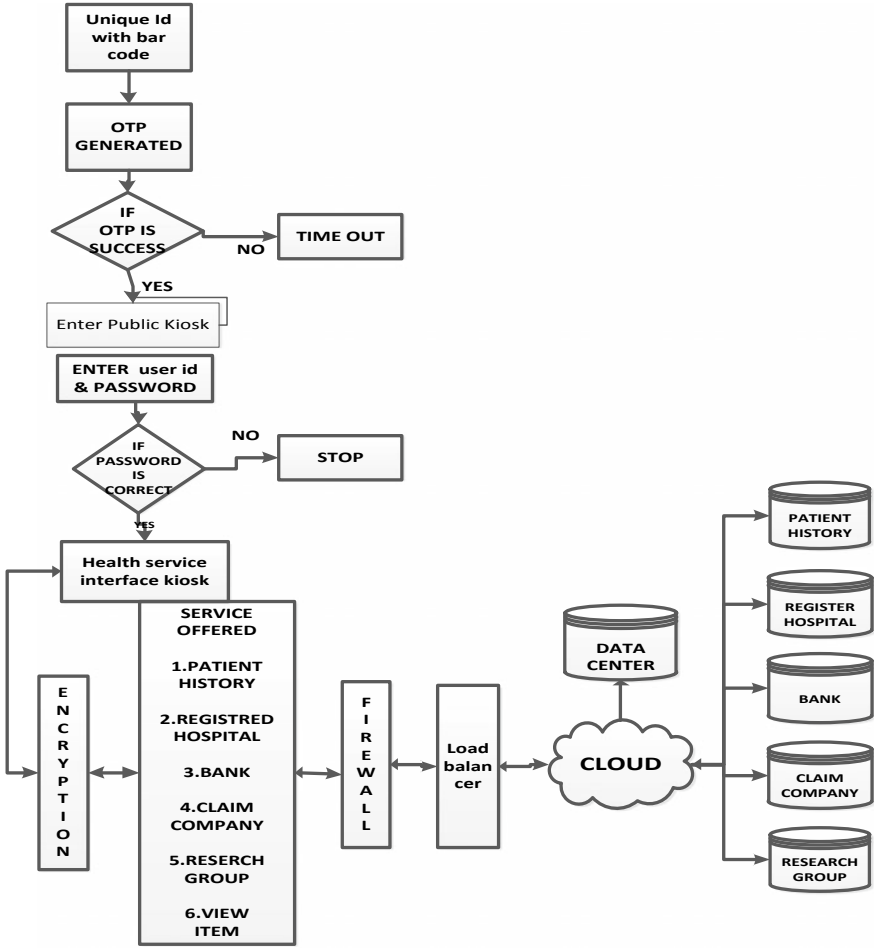 Unique Id
with bar
code
OTP
GENERATED
IF
OTP IS
SUCCESS
NO
TIME OUT
YES
Enter Public Kiosk
ENTER user id
& PASSWORD
IF
PASSWORD
IS
CORRECT
NO
STOP
YES
Health service
interface kiosk
SERVICE
OFFERED
1.PATIENT
HISTORY
2.REGISTRED
HOSPITAL
3.BANK
4.CLAIM
COMPANY
5.RESERCH
GROUP
6.VIEW
ITEM
E
N
C
R
Y
P
T
I
O
N
F
I
R
E
W
A
L
L
Load
balan
cer
DATA
CENTER
CLOUD
PATIENT
HISTORY
REGISTER
HOSPITAL
BANK
CLAIM
COMPANY
RESEARCH
GROUP